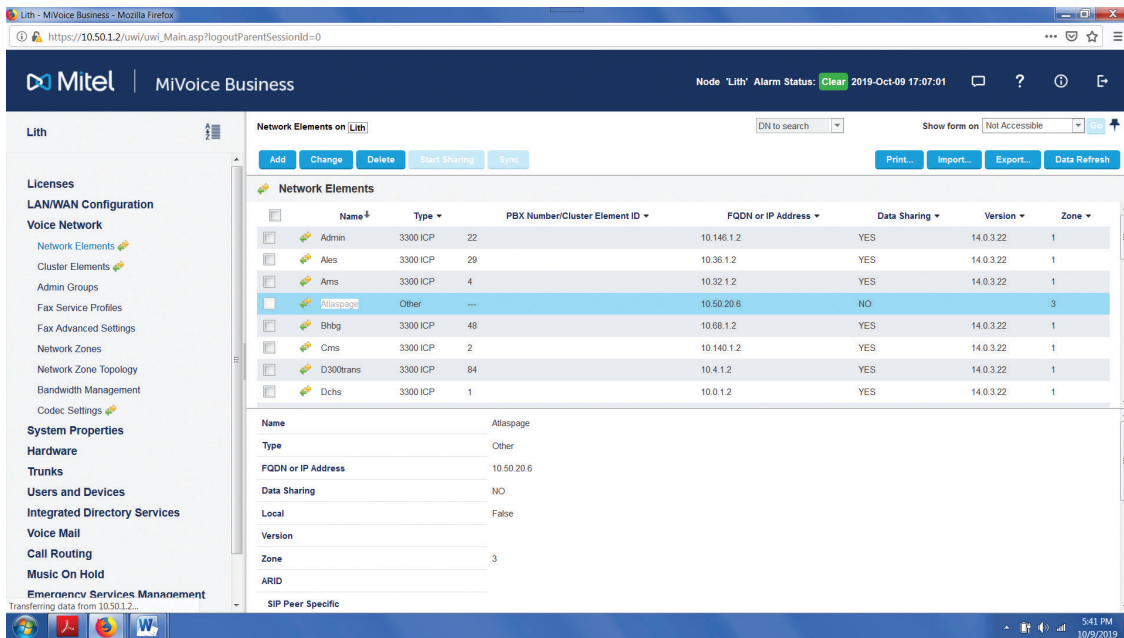 Lith - MiVoice Business - Mozilla Firefox
https://10.50.1.2/uwi/uwi_Main.asp?logoutParentSessionId=0
Mitel | MiVoice Business
Node 'Lith' Alarm Status: Clear 2019-Oct-09 17:07:01
Lith
Network Elements on Lith
DN to search
Show form on Not Accessible Go
Add Change Delete Start Sharing Sync Print... Import... Export... Data Refresh
Licenses
LAN/WAN Configuration
Voice Network
Network Elements
Cluster Elements
Admin Groups
Fax Service Profiles
Fax Advanced Settings
Network Zones
Network Zone Topology
Bandwidth Management
Codec Settings
System Properties
Hardware
Trunks
Users and Devices
Integrated Directory Services
Voice Mail
Call Routing
Music On Hold
Emergency Services Management
Transferring data from 10.50.1.2...
Network Elements
Name Type PBX Number/Cluster Element ID FQDN or IP Address Data Sharing Version Zone
Admin 3300 ICP 22 10.146.1.2 YES 14.0.3.22 1
Ales 3300 ICP 29 10.36.1.2 YES 14.0.3.22 1
Ams 3300 ICP 4 10.32.1.2 YES 14.0.3.22 1
Atlaspage Other --- 10.50.20.6 NO 3
Bhbg 3300 ICP 48 10.68.1.2 YES 14.0.3.22 1
Cms 3300 ICP 2 10.140.1.2 YES 14.0.3.22 1
D300trans 3300 ICP 84 10.4.1.2 YES 14.0.3.22 1
Dchs 3300 ICP 1 10.0.1.2 YES 14.0.3.22 1
Name Atlaspage
Type Other
FQDN or IP Address 10.50.20.6
Data Sharing NO
Local False
Version
Zone 3
ARID
SIP Peer Specific
5:41 PM
10/9/2019